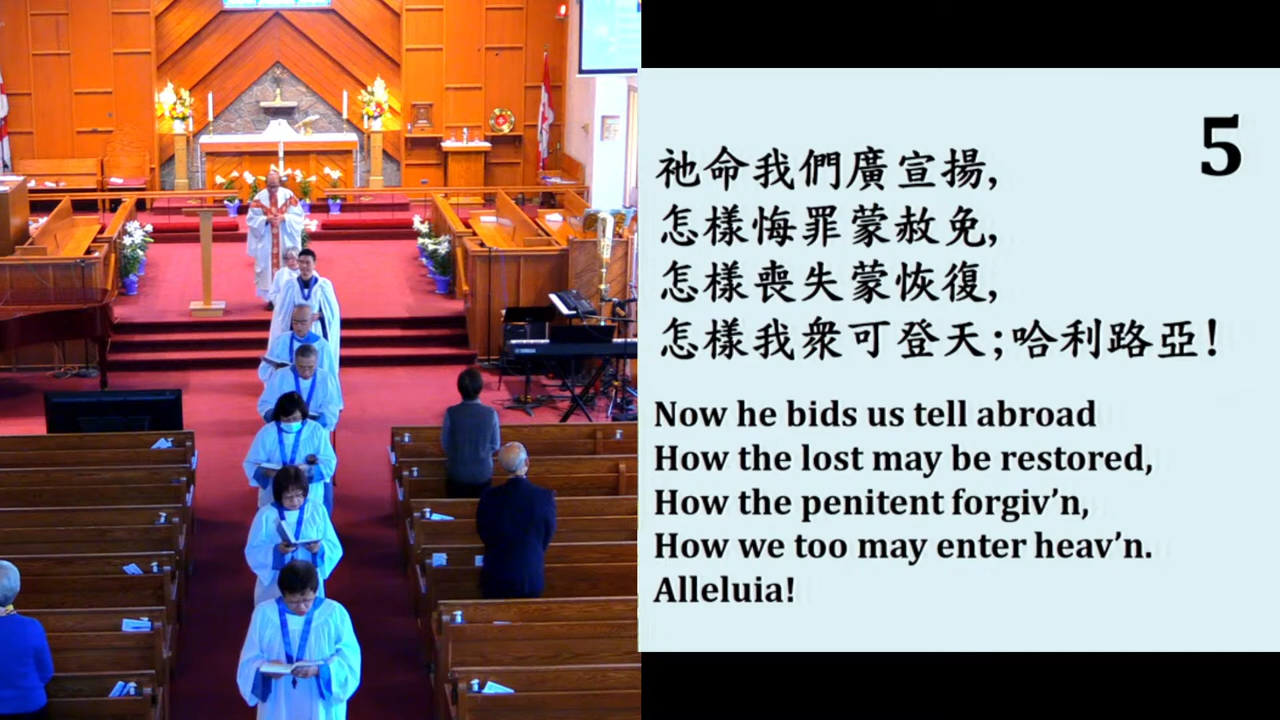 5
祂命我們廣宣揚,
怎樣悔罪蒙赦免,
怎樣喪失蒙恢復,
怎樣我衆可登天;哈利路亞!
Now he bids us tell abroad
How the lost may be restored,
How the penitent forgiv’n,
How we too may enter heav’n.
Alleluia!